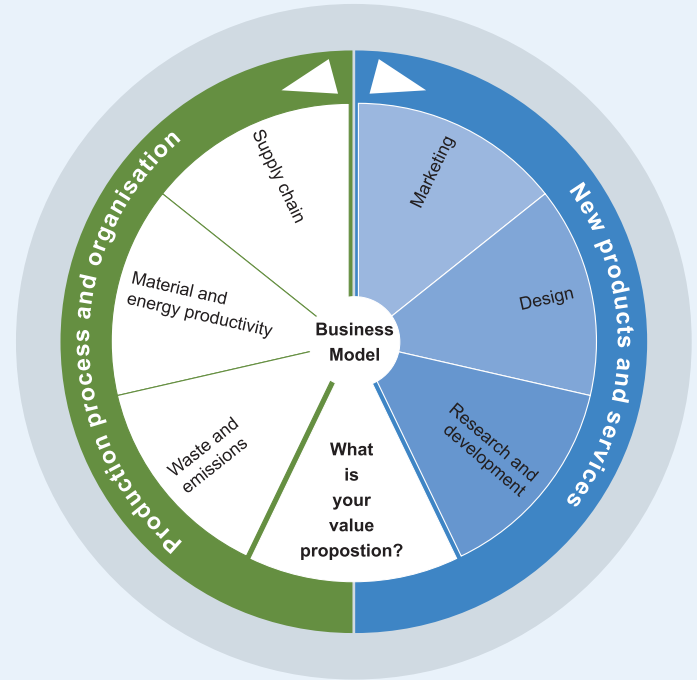 Production process and organisation
New products and services
Supply chain
Marketing
Material and
energy productivity
Design
Business
Model
Waste and
emissions
Research and
development
What
is
your
value
propostion?